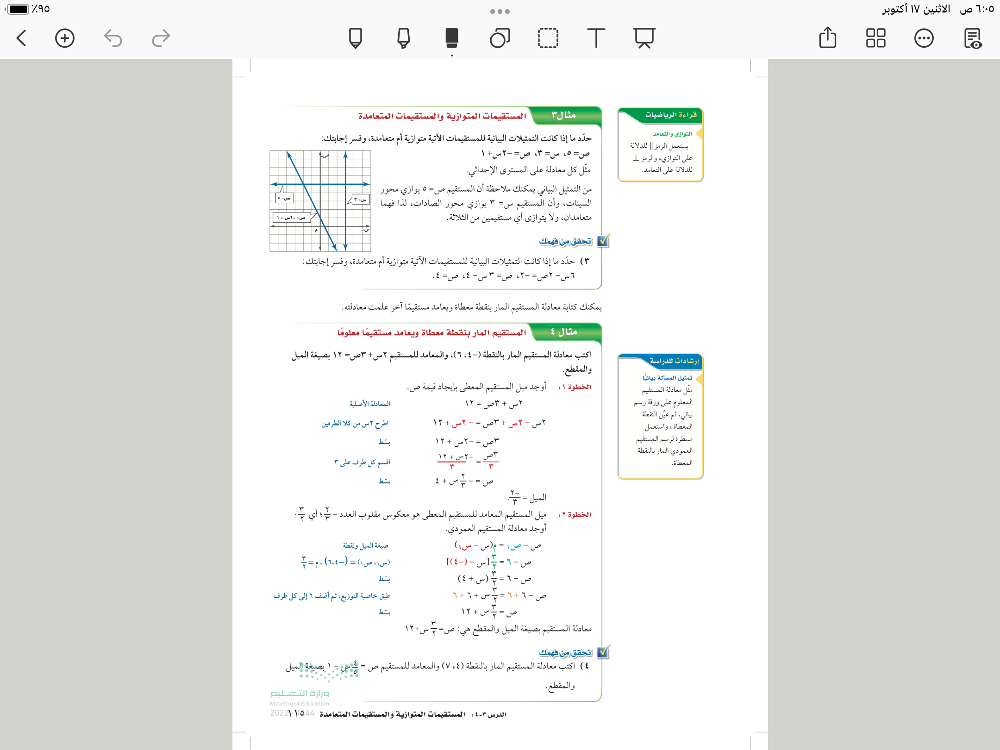 ٦:٠٥ ص الاثنين ١٧ أكتوبر
٪٩٥
مثال ٣ المستقيمات المتوازية والمستقيمات المتعامدة
حدّد ما إذا كانت التمثيلات البيانية للمستقيمات الآتية متوازية أم متعامدة، وفسر إجابتك:
ص= ٥، س= ٣، ص= –٢س+ ١
مثّل كل معادلة على المستوى الإحداثي.
من التمثيل البياني يمكنك ملاحظة أن المستقيم ص= ٥ يوازي محور
السينات، وأن المستقيم س= ٣ يوازي محور الصادات، لذا فهما
متعامدان، ولا يتوازى أي مستقيمين من الثلاثة.
ص
ص= ٥
س= ٣
ص= -٢س + ١
م
س
تحقق من فهمك
٣) حدّد ما إذا كانت التمثيلات البيانية للمستقيمات الآتية متوازية أم متعامدة، وفسر إجابتك:
٦س– ٢ص= –٢، ص= ٣ س– ٤، ص= ٤.
قراءة الرياضيات
التوازي والتعامد
يستعمل الرمز || للدلالة
على التوازي، والرمز ⊥
للدلالة على التعامد.
يمكنك كتابة معادلة المستقيم المار بنقطة معطاة ويعامد مستقيمًا آخر علمت معادلته.
مثال ٤ المستقيم المار بنقطة معطاة ويعامد مستقيمًا معلومًا
اكتب معادلة المستقيم المار بالنقطة (–٤، ٦)، والمعامد للمستقيم ٢س+ ٣ص= ١٢ بصيغة الميل
والمقطع.
الخطوة ١: أوجد ميل المستقيم المعطى بإيجاد قيمة ص.
٢س + ٣ص = ١٢ المعادلة الأصلية
٢س – ٢س + ٣ص = – ٢س + ١٢ اطرح ٢س من كلا الطرفين
٣ص = –٢س + ١٢ بسّط
٣ص/٣ = –٢س + ١٢/٣ اقسم كل طرف على ٣
ص = – ٢/٣ س + ٤ بسّط.
الميل = –٢/٣.
الخطوة ٢: ميل المستقيم المعامد للمستقيم المعطى هو معكوس مقلوب العدد – ٢/٣؛ أي ٣/٢.
أوجد معادلة المستقيم العمودي.
ص – ص١ = م(س – س١) صيغة الميل ونقطة
ص – ٦ = ٣/٢[س – (–٤)] (س١، ص١) = (–٤،٦) ، م = ٣/٢
ص – ٦ = ٣/٢ (س + ٤) بسّط
ص – ٦ + ٦ = ٣/٢ س + ٦ + ٦ طبق خاصية التوزيع، ثم أضف ٦ إلى كل طرف
ص = ٣/٢ س + ١٢ بسّط.
معادلة المستقيم بصيغة الميل والمقطع هي: ص= ٣/٢ س+١٢
تحقق من فهمك
٤) اكتب معادلة المستقيم المار بالنقطة (٤، ٧) والمعامد للمستقيم ص = ٤/٥ س – ١ بصيغة الميل
والمقطع.
إرشادات للدراسة
تمثيل المسألة بيانيًا
مثّل معادلة المستقيم
المعلوم على ورقة رسم
بياني، ثم عيّن النقطة
المعطاة ، واستعمل
مسطرة لرسم المستقيم
العمودي المار بالنقطة
المعطاة.
وزارة التعليم
Ministry of Education
2022 - 1444
الدرس ٣-٤: المستقيمات المتوازية والمستقيمات المتعامدة ١١٥